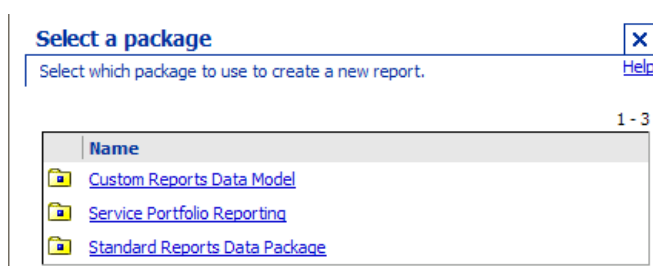 Select a package
Select which package to use to create a new report.
Help
1 - 3
Name
Custom Reports Data Model
Service Portfolio Reporting
Standard Reports Data Package